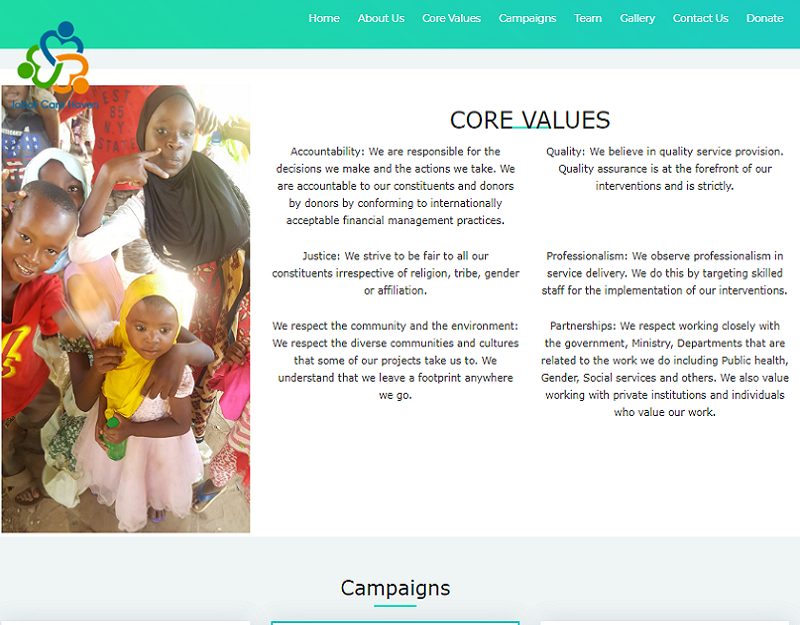 Home About Us Core Values Campaigns Team Gallery Contact Us Donate
EST
85
N.Y
STATE
CORE VALUES
Accountability: We are responsible for the
decisions we make and the actions we take. We
are accountable to our constituents and donors
by donors by conforming to internationally
acceptable financial management practices.
Quality: We believe in quality service provision.
Quality assurance is at the forefront of our
interventions and is strictly.
Justice: We strive to be fair to all our
constituents irrespective of religion, tribe, gender
or affiliation.
Professionalism: We observe professionalism in
service delivery. We do this by targeting skilled
staff for the implementation of our interventions.
We respect the community and the environment:
We respect the diverse communities and cultures
that some of our projects take us to. We
understand that we leave a footprint anywhere
we go.
Partnerships: We respect working closely with
the government, Ministry, Departments that are
related to the work we do including Public health,
Gender, Social services and others. We also value
working with private institutions and individuals
who value our work.
Campaigns